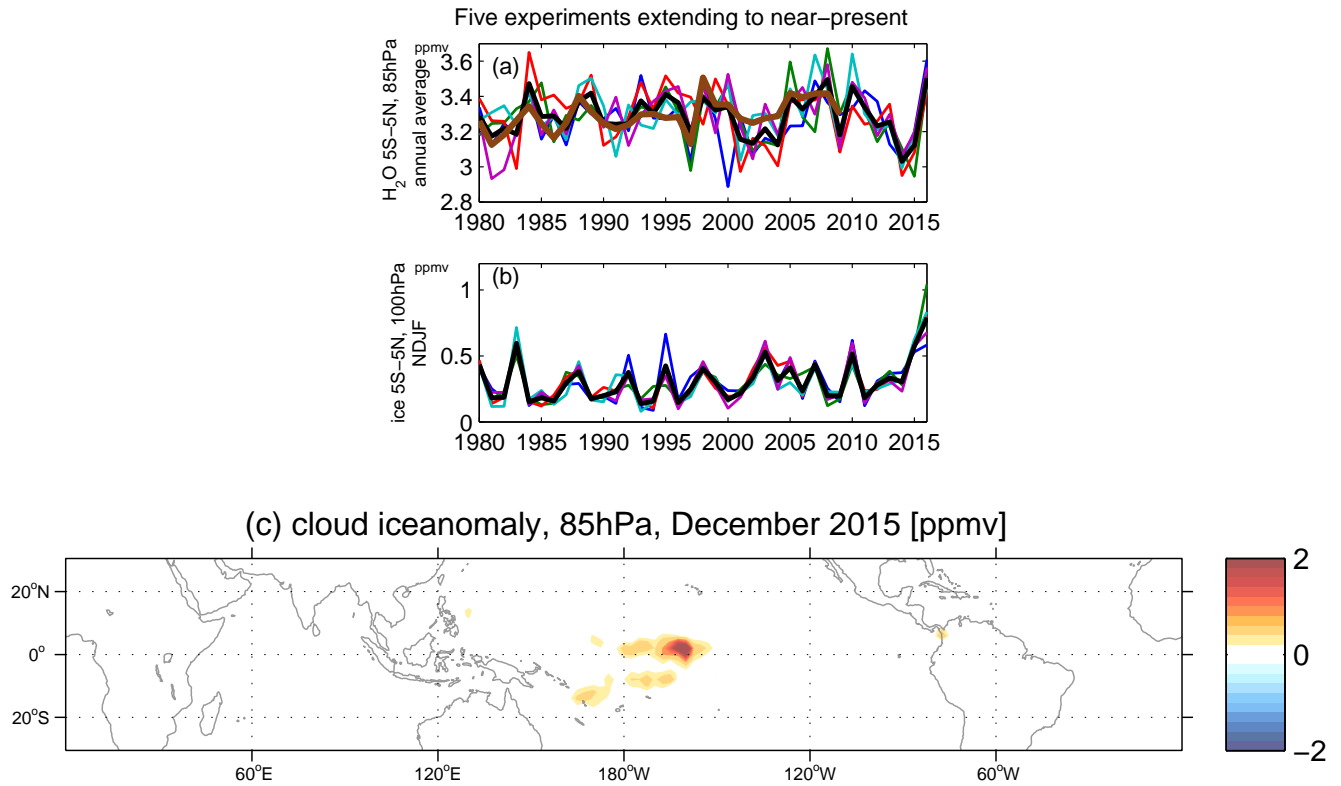 Five experiments extending to near−present
H2O 5S−5N, 85hPa
annual average
ppmv
(a)
3.6
3.4
3.2
3
2.8
1980 1985 1990 1995 2000 2005 2010 2015
ice 5S−5N, 100hPa
NDJF
ppmv
(b)
1
0.5
0
1980 1985 1990 1995 2000 2005 2010 2015
(c) cloud iceanomaly, 85hPa, December 2015 [ppmv]
20°N
0°
20°S
60°E 120°E 180°W 120°W 60°W
2
0
−2